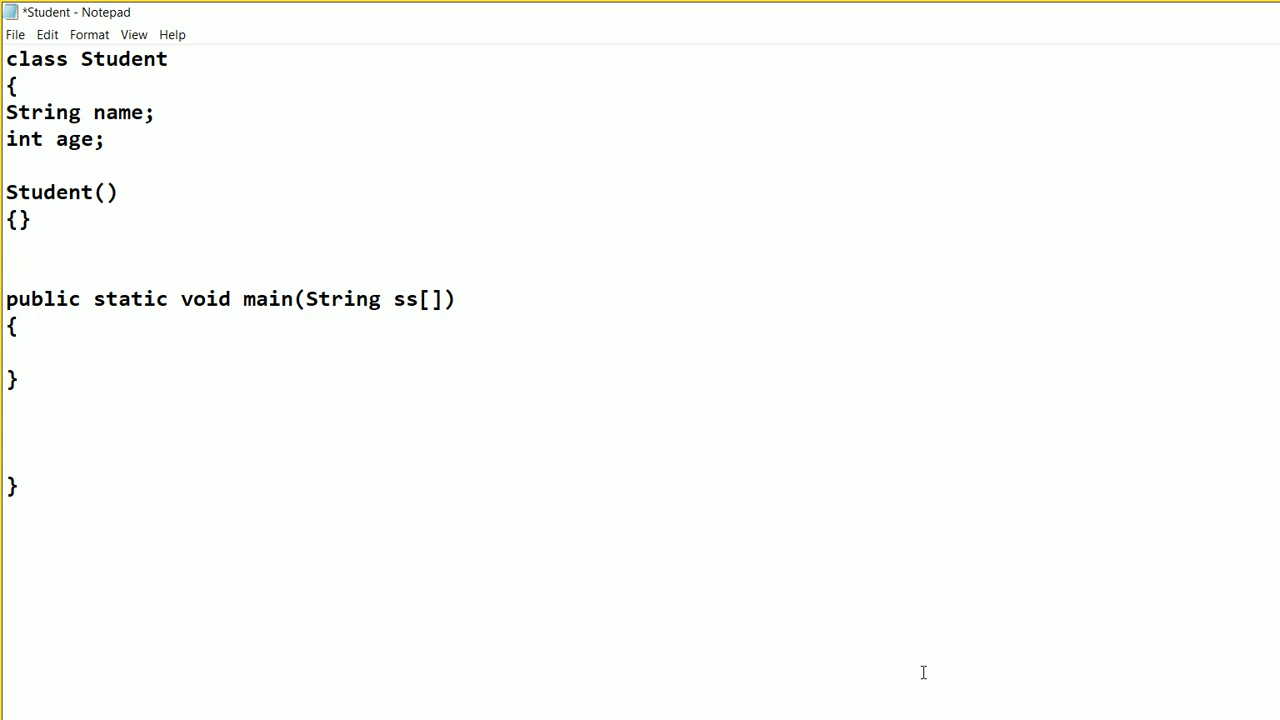 *Student - Notepad
File Edit Format View Help
class Student
{
String name;
int age;
Student()
{}
public static void main(String ss[])
{
}
}